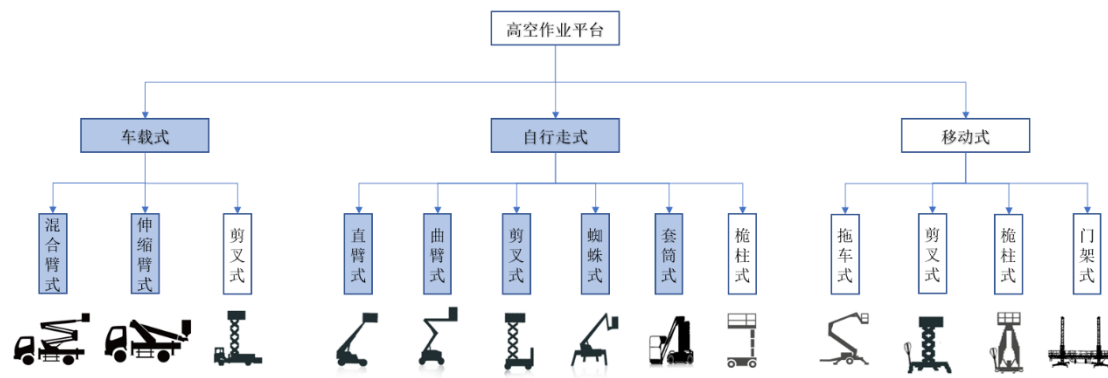 高空作业平台
车载式
自行走式
移动式
混合臂式
伸缩臂式
剪叉式
直臂式
曲臂式
剪叉式
蜘蛛式
套筒式
桅柱式
拖车式
剪叉式
桅柱式
门架式